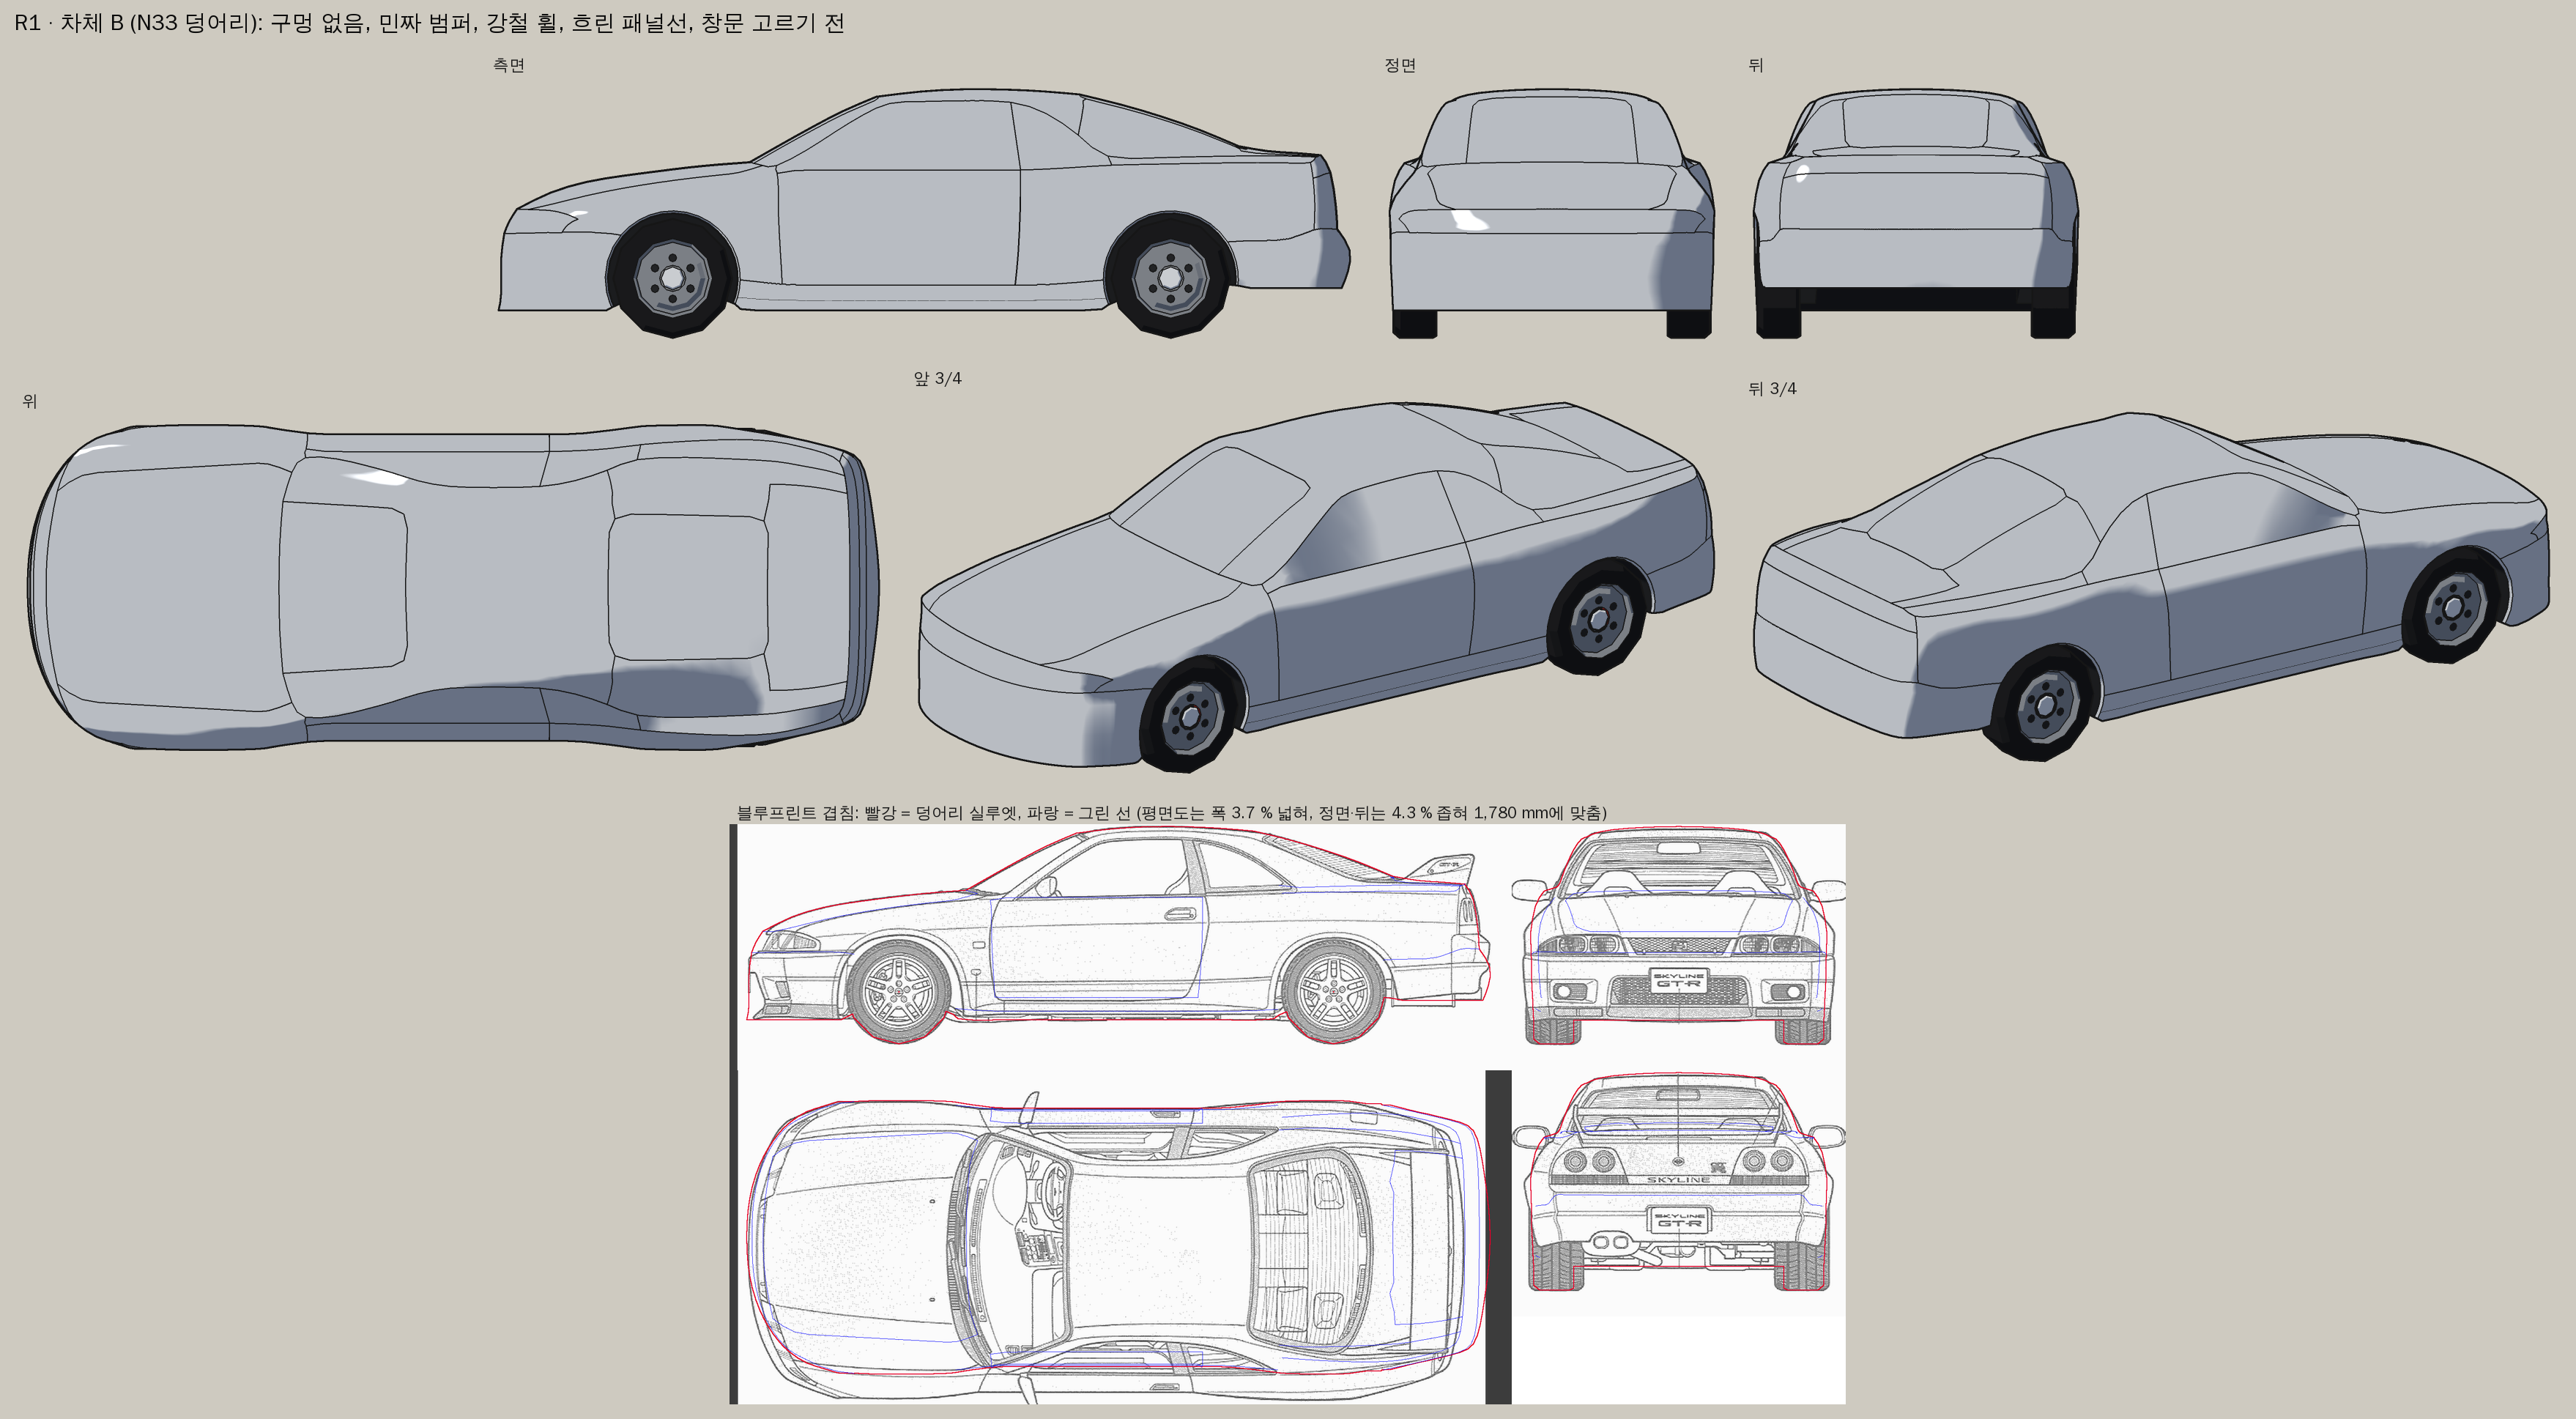 R1 · 차체 B (N33 덩어리): 구멍 없음, 민짜 범퍼, 강철 휠, 흐린 패널선, 창문 고르기 전
측면
정면
뒤
위
앞 3/4
뒤 3/4
블루프린트 겹침: 빨강 = 덩어리 실루엣, 파랑 = 그린 선 (평면도는 폭 3.7 % 넓혀, 정면·뒤는 4.3 % 좁혀 1,780 mm에 맞춤)
GT-R
SKYLINE
GT-R
SKYLINE
SKYLINE
GT-R